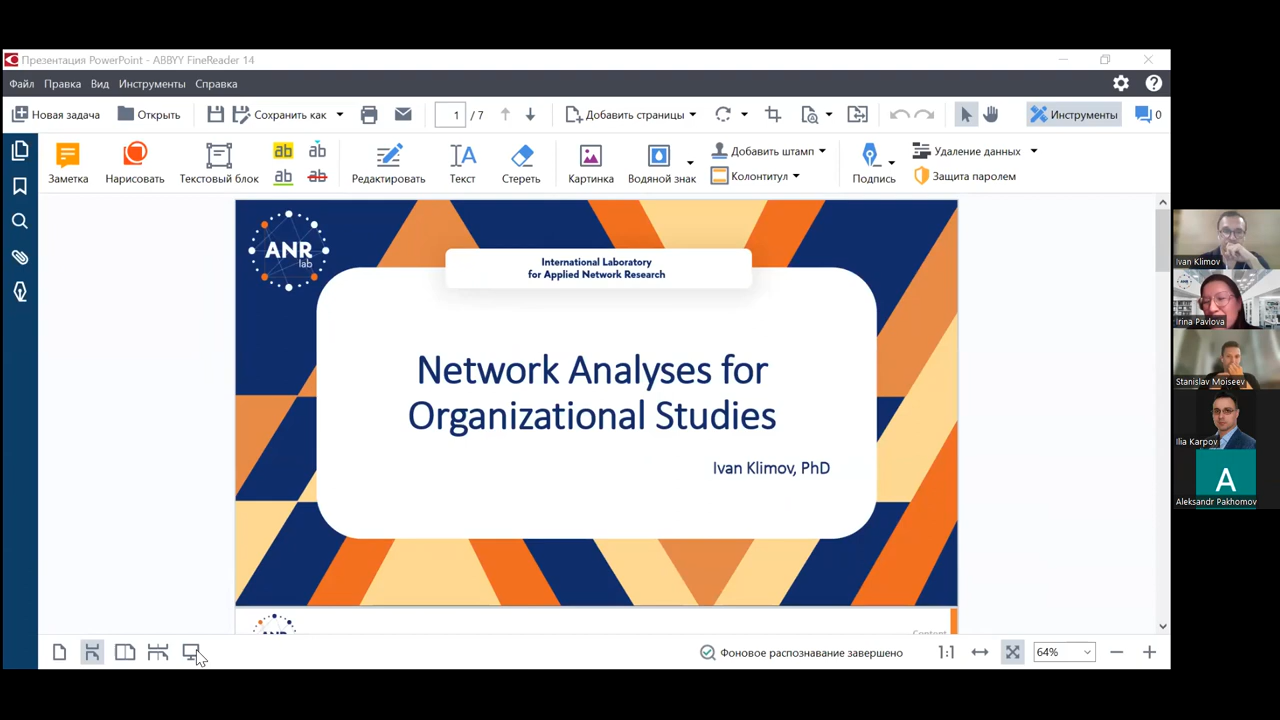 Презентация PowerPoint - ABBYY FineReader 14
Файл Правка Вид Инструменты Справка
Новая задача Открыть Сохранить как 1 / 7 Добавить страницы Инструменты 0
Заметка Нарисовать Текстовый блок ab ab ab ab Редактировать Текст Стереть Картинка Водяной знак Добавить штамп Колонтитул Подпись Удаление данных Защита паролем
ANR
lab
International Laboratory
for Applied Network Research
Network Analyses for
Organizational Studies
Ivan Klimov, PhD
Content
Фоновое распознавание завершено 1:1 64%
Ivan Klimov
Irina Pavlova
Stanislav Moiseev
Ilia Karpov
A
Aleksandr Pakhomov